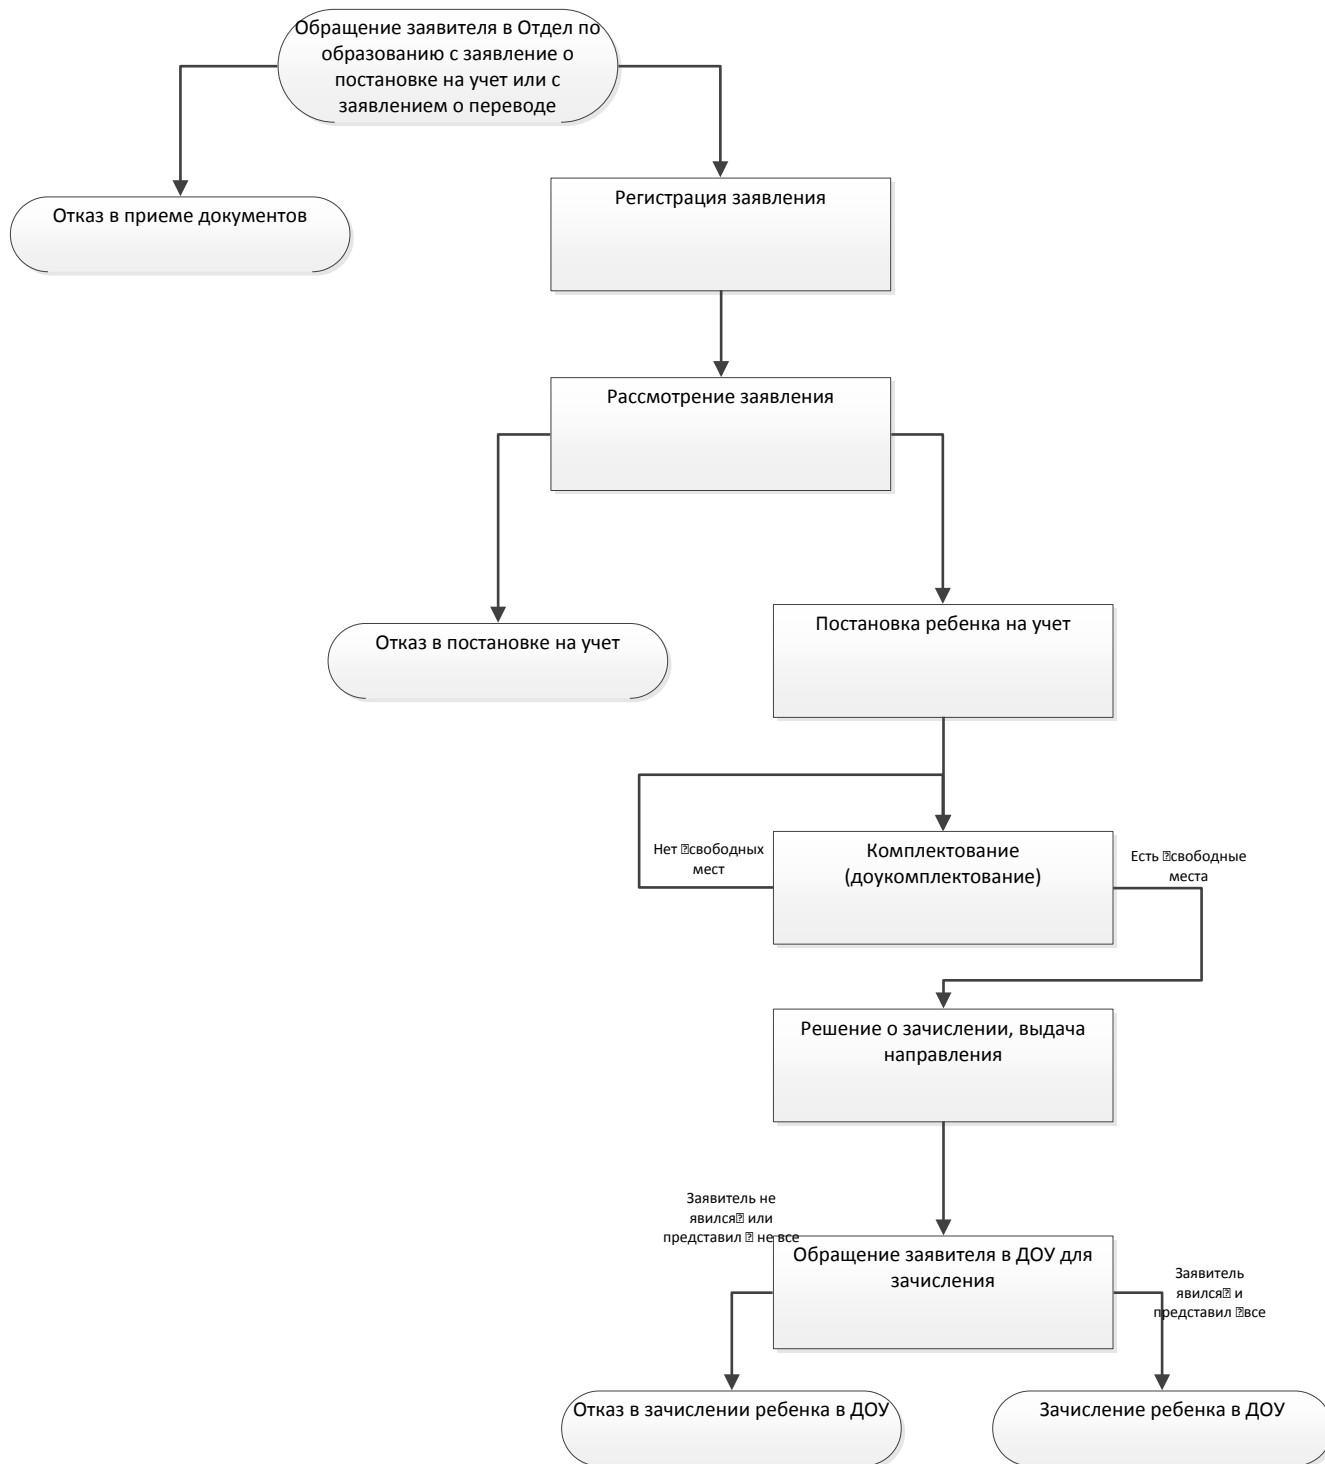 Обращение заявителя в Отдел по
образованию с заявление о
постановке на учет или с
заявлением о переводе
Отказ в приеме документов
Регистрация заявления
Рассмотрение заявления
Отказ в постановке на учет
Постановка ребенка на учет
Нет свободных
мест
Комплектование
(доукомплектование)
Есть свободные
места
Решение о зачислении, выдача
направления
Заявитель не
явился или
представил не все
Обращение заявителя в ДОУ для
зачисления
Заявитель
явился и
представил все
Отказ в зачислении ребенка в ДОУ
Зачисление ребенка в ДОУ